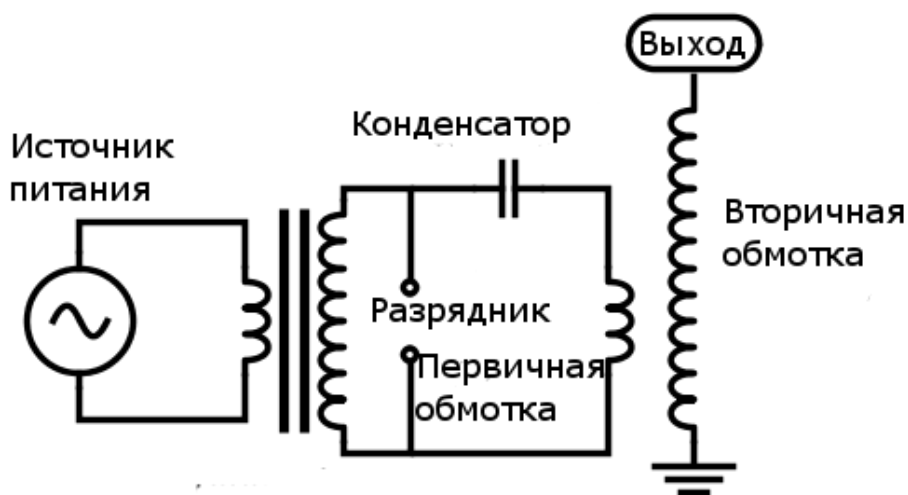 Выход
Конденсатор
Источник
питания
Вторичная
обмотка
Разрядник
Первичная
обмотка